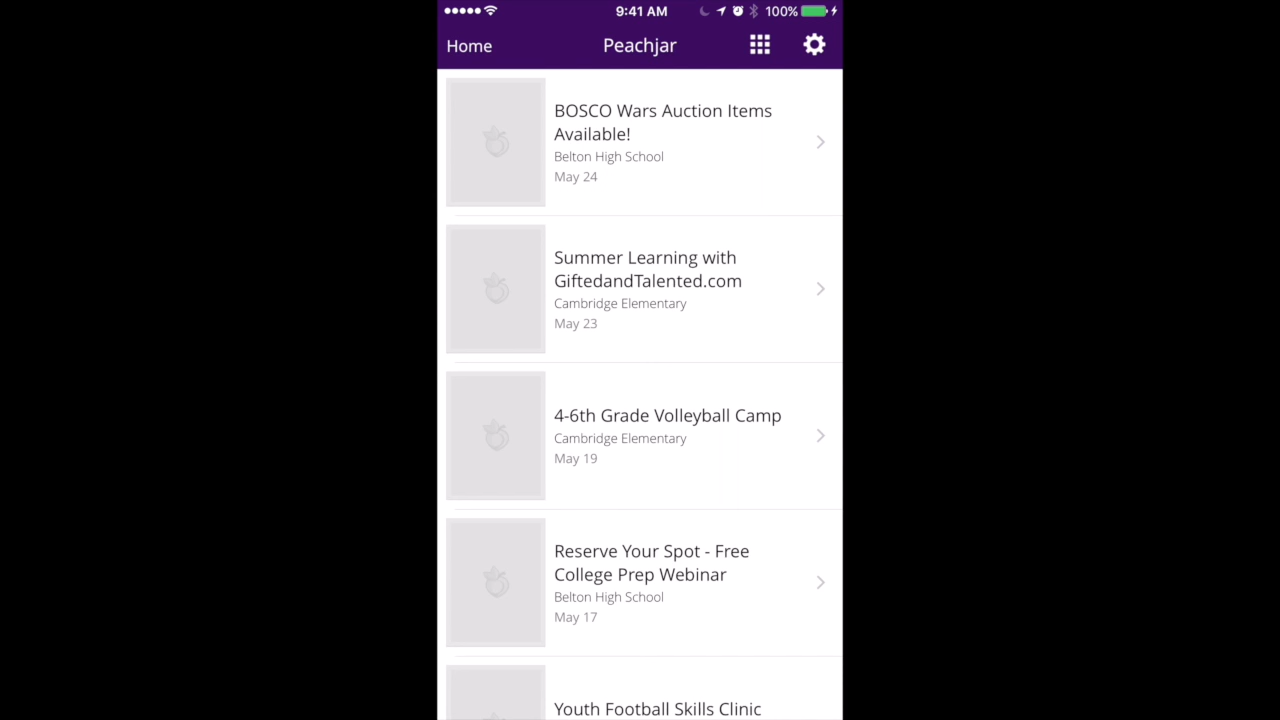 9:41 AM 100%
Home Peachjar
BOSCO Wars Auction Items
Available!
Belton High School
May 24
Summer Learning with
GiftedandTalented.com
Cambridge Elementary
May 23
4-6th Grade Volleyball Camp
Cambridge Elementary
May 19
Reserve Your Spot - Free
College Prep Webinar
Belton High School
May 17
Youth Football Skills Clinic